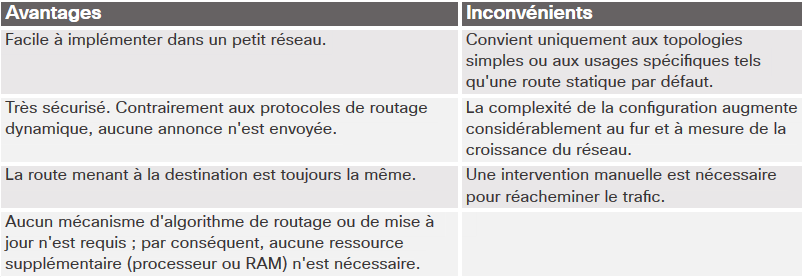 Avantages
Inconvénients
Facile à implémenter dans un petit réseau.
Convient uniquement aux topologies
simples ou aux usages spécifiques tels
qu'une route statique par défaut.
Très sécurisé. Contrairement aux protocoles de routage
dynamique, aucune annonce n'est envoyée.
La complexité de la configuration augmente
considérablement au fur et à mesure de la
croissance du réseau.
La route menant à la destination est toujours la même.
Une intervention manuelle est nécessaire
pour réacheminer le trafic.
Aucun mécanisme d'algorithme de routage ou de mise à
jour n'est requis ; par conséquent, aucune ressource
supplémentaire (processeur ou RAM) n'est nécessaire.